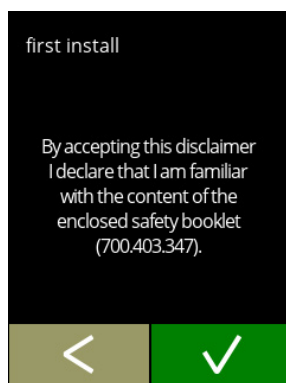 first install
By accepting this disclaimer
I declare that I am familiar
with the content of the
enclosed safety booklet
(700.403.347).